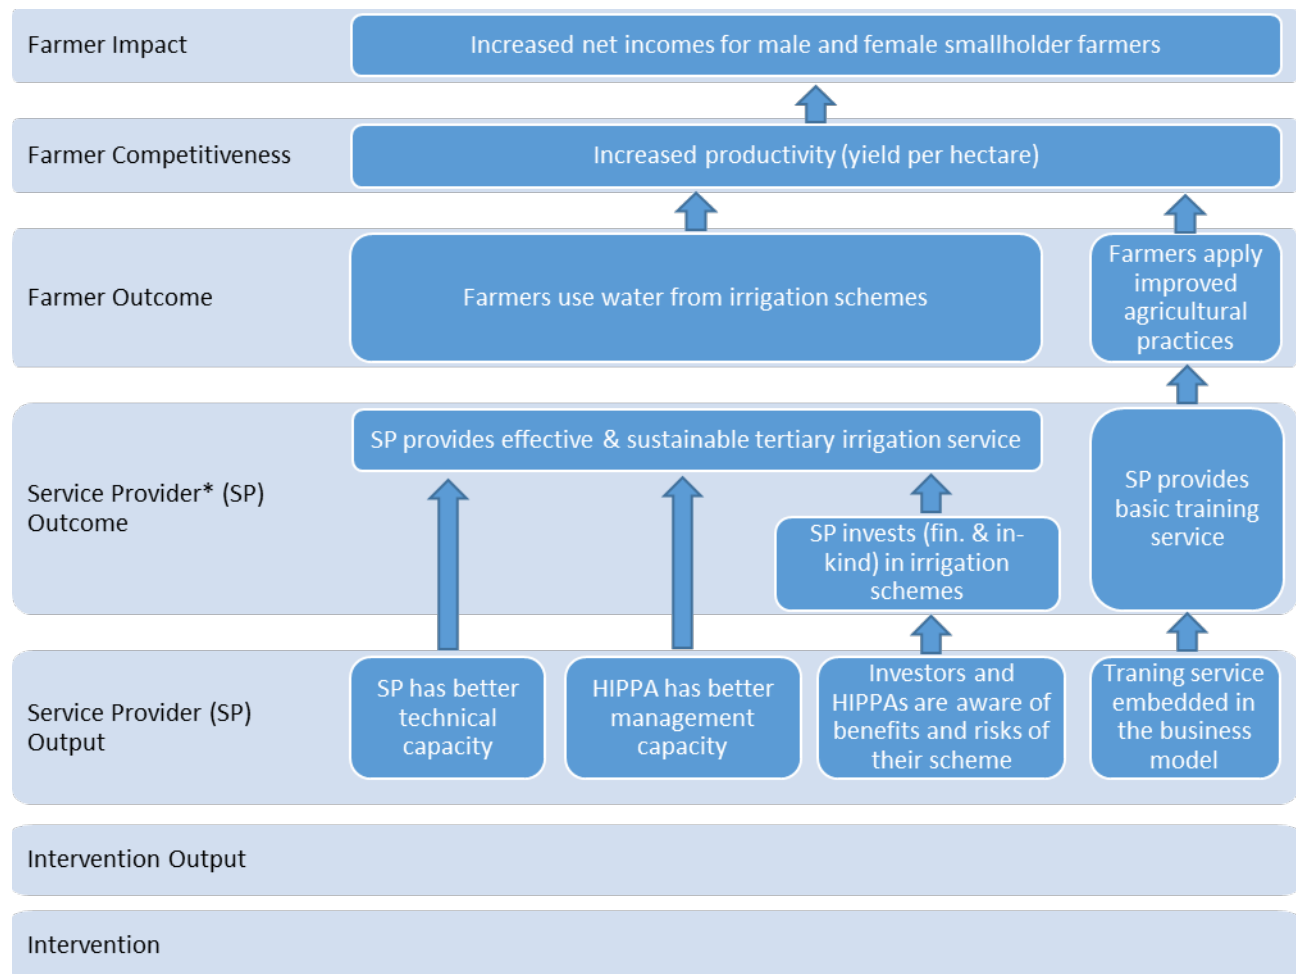 Farmer Impact
Increased net incomes for male and female smallholder farmers
Farmer Competitiveness
Increased productivity (yield per hectare)
Farmer Outcome
Farmers use water from irrigation schemes
Farmers apply
improved
agricultural
practices
Service Provider* (SP)
Outcome
SP provides effective & sustainable tertiary irrigation service
SP invests (fin. & in-
kind) in irrigation
schemes
SP provides
basic training
service
Service Provider (SP)
Output
SP has better
technical
capacity
HIPPA has better
management
capacity
Investors and
HIPPAs are aware of
benefits and risks of
their scheme
Traning service
embedded in
the business
model
Intervention Output
Intervention